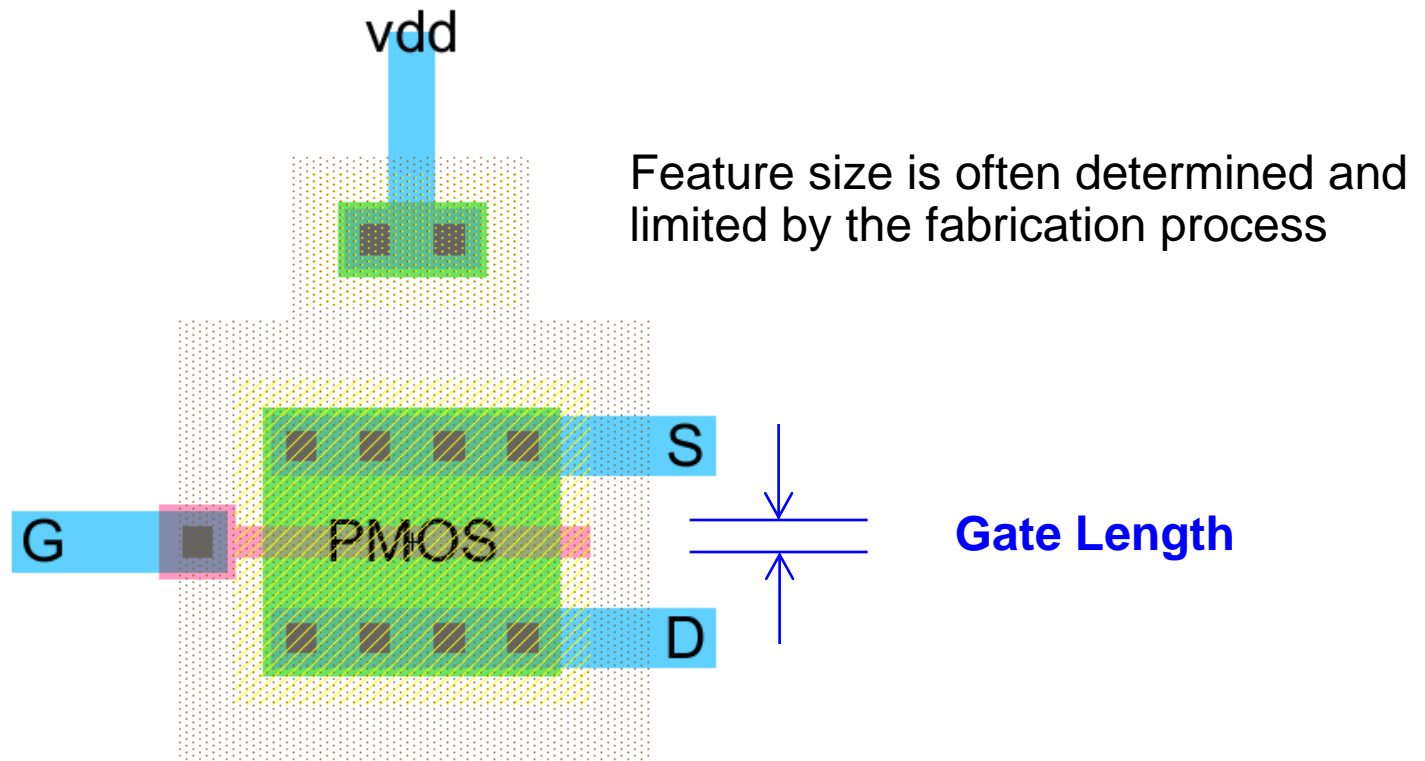 vdd
Feature size is often determined and
limited by the fabrication process
S
G
PMOS
Gate Length
D